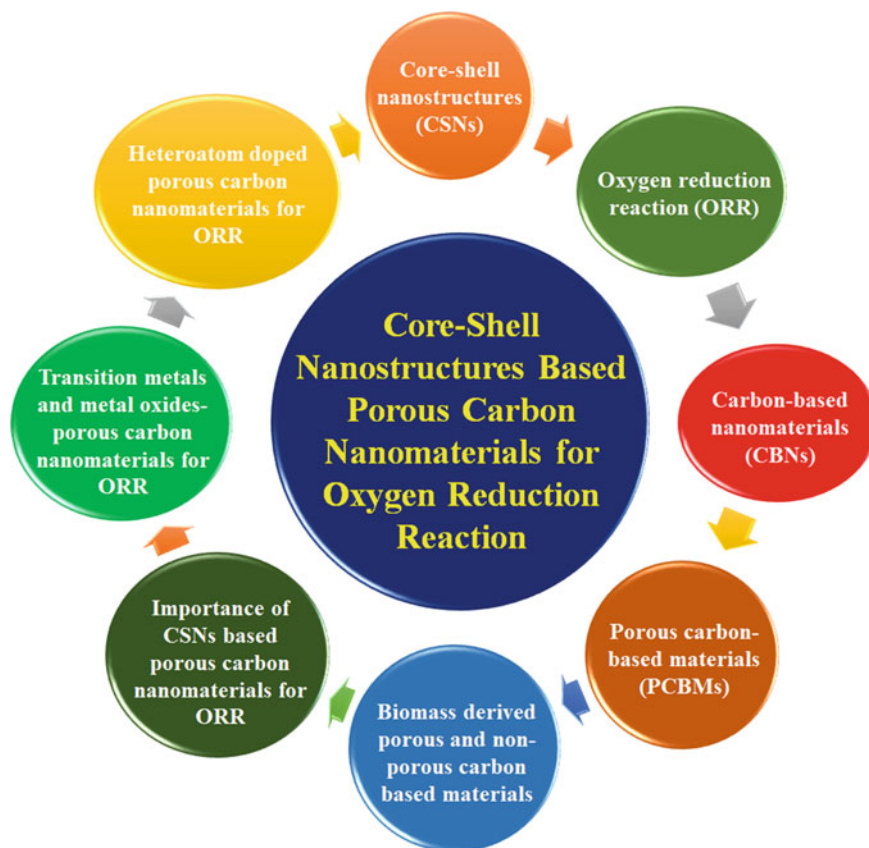 Core-shell
nanostructures
(CSNs)
Oxygen reduction
reaction (ORR)
Carbon-based
nanomaterials
(CBNs)
Porous carbon-
based materials
(PCBMs)
Biomass derived
porous and non-
porous carbon
based materials
Importance of
CSNs based
porous carbon
nanomaterials for
ORR
Transition metals
and metal oxides-
porous carbon
nanomaterials for
ORR
Heteroatom doped
porous carbon
nanomaterials for
ORR
Core-Shell
Nanostructures Based
Porous Carbon
Nanomaterials for
Oxygen Reduction
Reaction